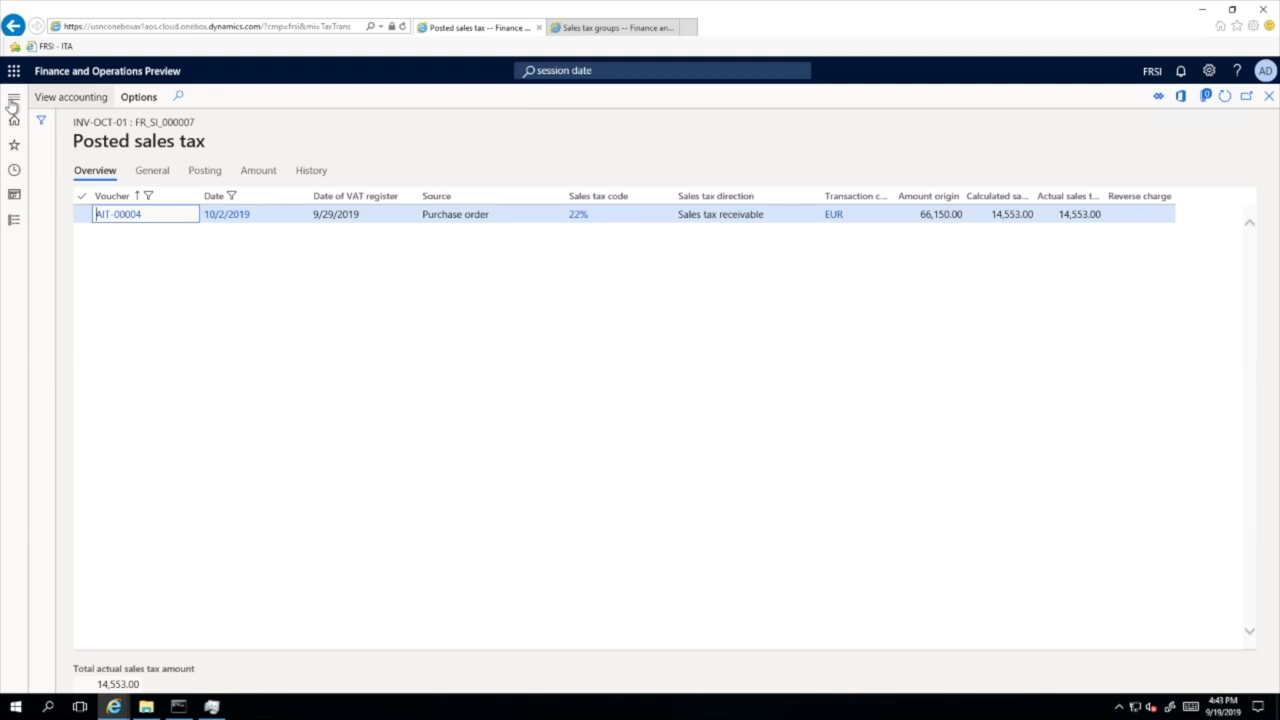 https://usnconeboxax1aos.cloud.onebox.dynamics.com/?cmp=frsi&mi=TaxTrans
Posted sales tax -- Finance ...
Sales tax groups -- Finance an...
FRSI - ITA
Finance and Operations Preview
session date
FRSI
?
AD
View accounting
Options
0
INV-OCT-01 : FR_SI_000007
Posted sales tax
Overview
General
Posting
Amount
History
Voucher Date Date of VAT register Source Sales tax code Sales tax direction Transaction c... Amount origin Calculated sa... Actual sales t... Reverse charge
AIT-00004 10/2/2019 9/29/2019 Purchase order 22% Sales tax receivable EUR 66,150.00 14,553.00 14,553.00
Total actual sales tax amount
14,553.00
4:43 PM
9/19/2019